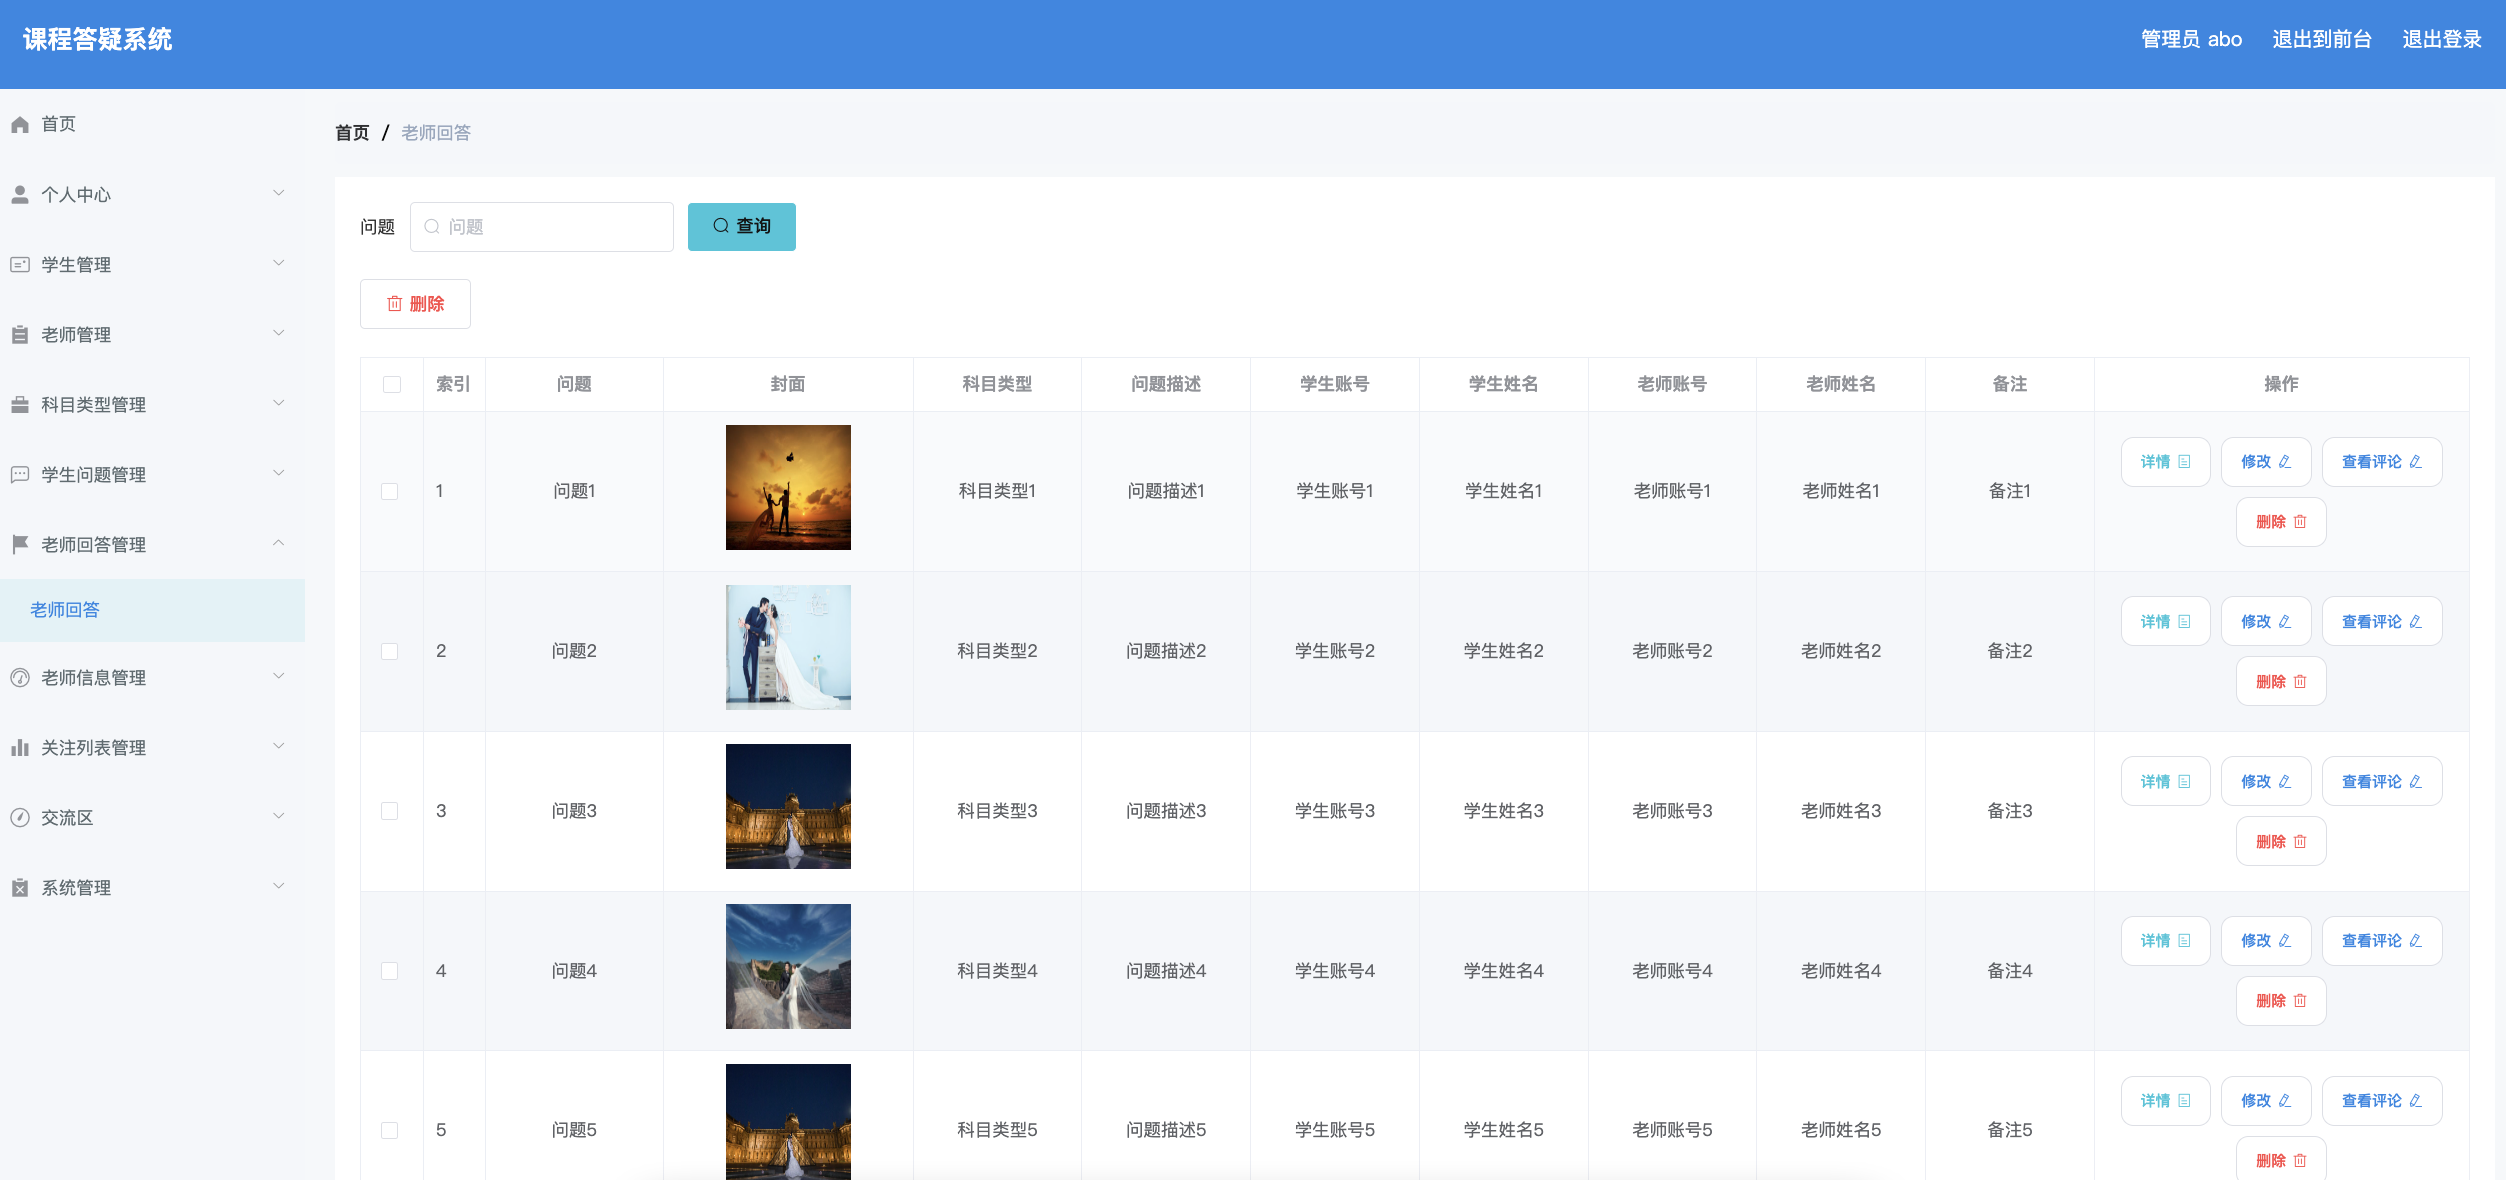 课程答疑系统
管理员 abo 退出到前台 退出登录
首页
个人中心
学生管理
老师管理
科目类型管理
学生问题管理
老师回答管理
老师回答
老师信息管理
关注列表管理
交流区
系统管理
首页 / 老师回答
问题 问题 查询
删除
索引 问题 封面 科目类型 问题描述 学生账号 学生姓名 老师账号 老师姓名 备注 操作
1 问题1 科目类型1 问题描述1 学生账号1 学生姓名1 老师账号1 老师姓名1 备注1 详情 修改 查看评论
删除
2 问题2 科目类型2 问题描述2 学生账号2 学生姓名2 老师账号2 老师姓名2 备注2 详情 修改 查看评论
删除
3 问题3 科目类型3 问题描述3 学生账号3 学生姓名3 老师账号3 老师姓名3 备注3 详情 修改 查看评论
删除
4 问题4 科目类型4 问题描述4 学生账号4 学生姓名4 老师账号4 老师姓名4 备注4 详情 修改 查看评论
删除
5 问题5 科目类型5 问题描述5 学生账号5 学生姓名5 老师账号5 老师姓名5 备注5 详情 修改 查看评论
删除